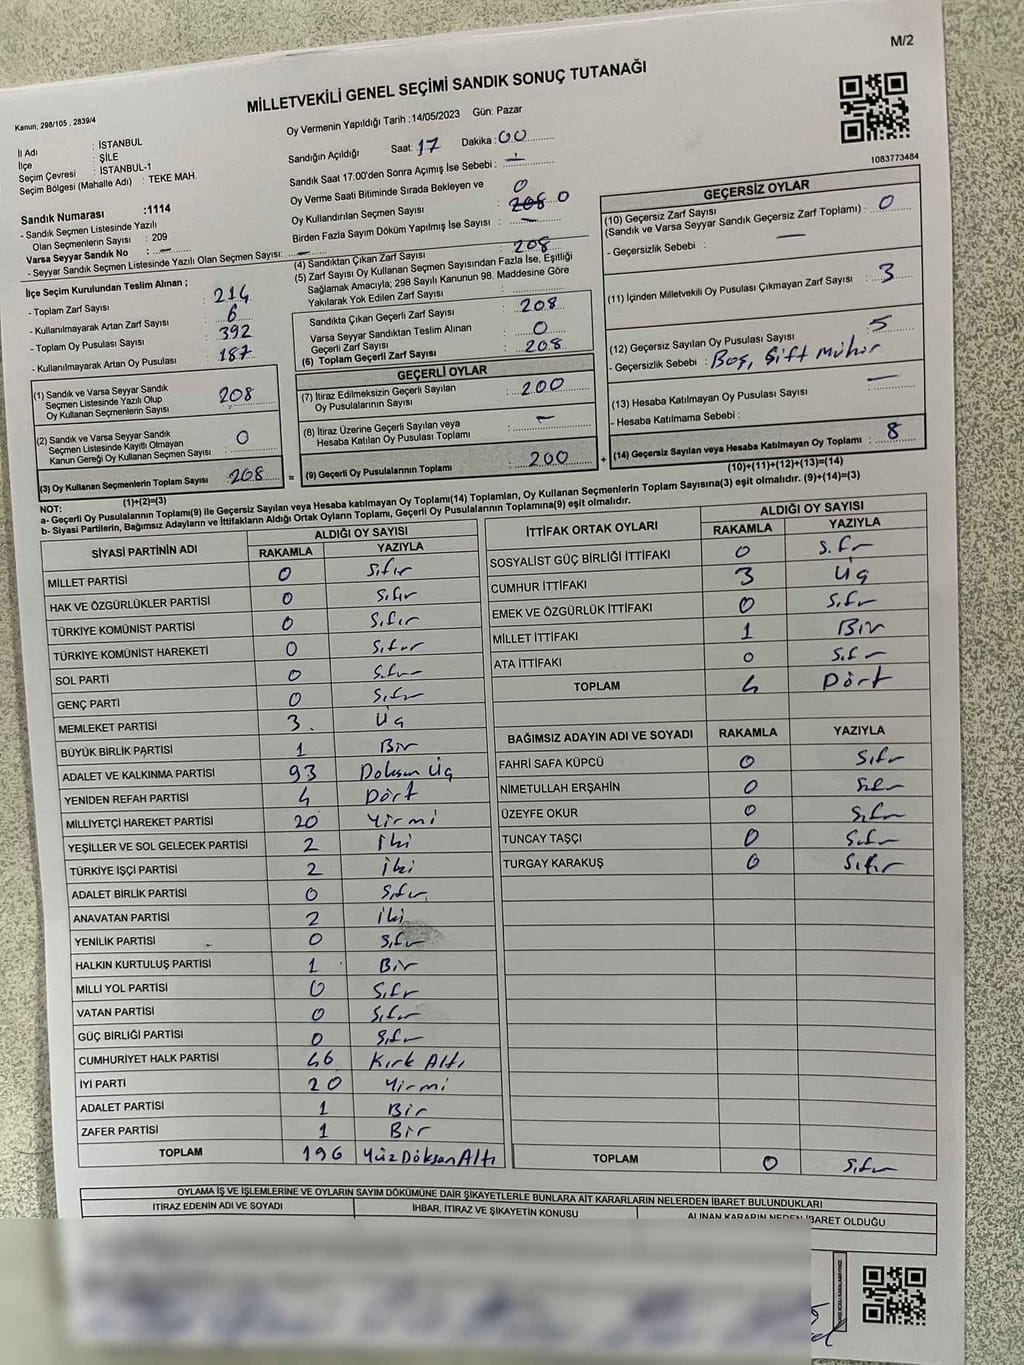 M/2
MİLLETVEKİLİ GENEL SEÇİMİ SANDIK SONUÇ TUTANAĞI
Kanun, 298/105 , 2839/4
1083773484
İl Adı : İSTANBUL
İlçe : ŞİLE
Seçim Çevresi : İSTANBUL-1
Seçim Bölgesi (Mahalle Adı) : TEKE MAH.
Sandık Numarası :1114
- Sandık Seçmen Listesinde Yazılı
Olan Seçmenlerin Sayısı : 209
Varsa Seyyar Sandık No : —
- Seyyar Sandık Seçmen Listesinde Yazılı Olan Seçmen Sayısı: —
Oy Vermenin Yapıldığı Tarih : 14/05/2023 Gün: Pazar
Sandığın Açıldığı Saat: 17 Dakika: 00
Sandık Saat 17.00'den Sonra Açımış İse Sebebi : —
Oy Verme Saati Bitiminde Sırada Bekleyen ve 0
Oy Kullandırılan Seçmen Sayısı : 208 0
Birden Fazla Sayım Döküm Yapılmış İse Sayısı : —
(4) Sandıktan Çıkan Zarf Sayısı : 208
(5) Zarf Sayısı Oy Kullanan Seçmen Sayısından Fazla İse, Eşitliği
Sağlamak Amacıyla; 298 Sayılı Kanunun 98. Maddesine Göre
Yakılarak Yok Edilen Zarf Sayısı :
Sandıkta Çıkan Geçerli Zarf Sayısı : 208
Varsa Seyyar Sandıktan Teslim Alınan
Geçerli Zarf Sayısı : 0
(6) Toplam Geçerli Zarf Sayısı : 208
İlçe Seçim Kurulundan Teslim Alınan ;
- Toplam Zarf Sayısı : 214
- Kullanılmayarak Artan Zarf Sayısı : 6
- Toplam Oy Pusulası Sayısı : 392
- Kullanılmayarak Artan Oy Pusulası : 187
(1) Sandık ve Varsa Seyyar Sandık
Seçmen Listesinde Yazılı Olup
Oy Kullanan Seçmenlerin Sayısı : 208
(2) Sandık ve Varsa Seyyar Sandık
Seçmen Listesinde Kayıtlı Olmayan
Kanun Gereği Oy Kullanan Seçmen Sayısı : 0
(3) Oy Kullanan Seçmenlerin Toplam Sayısı : 208 =
(1)+(2)=(3)
GEÇERLİ OYLAR
(7) İtiraz Edilmeksizin Geçerli Sayılan
Oy Pusulalarının Sayısı : 200
(8) İtiraz Üzerine Geçerli Sayılan veya
Hesaba Katılan Oy Pusulası Toplamı : —
(9) Geçerli Oy Pusulalarının Toplamı : 200 +
GEÇERSİZ OYLAR
(10) Geçersiz Zarf Sayısı
(Sandık ve Varsa Seyyar Sandık Geçersiz Zarf Toplamı) : 0
- Geçersizlik Sebebi : —
(11) İçinden Milletvekili Oy Pusulası Çıkmayan Zarf Sayısı : 3
(12) Geçersiz Sayılan Oy Pusulası Sayısı : 5
- Geçersizlik Sebebi : Boş, Şift mühür
(13) Hesaba Katılmayan Oy Pusulası Sayısı : —
- Hesaba Katılmama Sebebi :
(14) Geçersiz Sayılan veya Hesaba Katılmayan Oy Toplamı : 8
(10)+(11)+(12)+(13)=(14)
NOT:
a- Geçerli Oy Pusulalarının Toplamı(9) ile Geçersiz Sayılan veya Hesaba katılmayan Oy Toplamı(14) Toplamları, Oy Kullanan Seçmenlerin Toplam Sayısına(3) eşit olmalıdır. (9)+(14)=(3)
b- Siyasi Partilerin, Bağımsız Adayların ve İttifakların Aldığı Ortak Oyların Toplamı, Geçerli Oy Pusulalarının Toplamına(9) eşit olmalıdır.
SİYASİ PARTİNİN ADI ALDIĞI OY SAYISI
RAKAMLA YAZIYLA
MİLLET PARTİSİ 0 Sıfır
HAK VE ÖZGÜRLÜKLER PARTİSİ 0 Sıfır
TÜRKİYE KOMÜNİST PARTİSİ 0 Sıfır
TÜRKİYE KOMÜNİST HAREKETİ 0 Sıfır
SOL PARTİ 0 Sıfır
GENÇ PARTİ 0 Sıfır
MEMLEKET PARTİSİ 3 Üç
BÜYÜK BİRLİK PARTİSİ 1 Bir
ADALET VE KALKINMA PARTİSİ 93 Doksan Üç
YENİDEN REFAH PARTİSİ 4 Dört
MİLLİYETÇİ HAREKET PARTİSİ 20 Yirmi
YEŞİLLER VE SOL GELECEK PARTİSİ 2 İki
TÜRKİYE İŞÇİ PARTİSİ 2 İki
ADALET BİRLİK PARTİSİ 0 Sıfır
ANAVATAN PARTİSİ 2 İki
YENİLİK PARTİSİ 0 Sıfır
HALKIN KURTULUŞ PARTİSİ 1 Bir
MİLLİ YOL PARTİSİ 0 Sıfır
VATAN PARTİSİ 0 Sıfır
GÜÇ BİRLİĞİ PARTİSİ 0 Sıfır
CUMHURİYET HALK PARTİSİ 46 Kırk Altı
İYİ PARTİ 20 Yirmi
ADALET PARTİSİ 1 Bir
ZAFER PARTİSİ 1 Bir
TOPLAM 196 Yüz Doksan Altı
İTTİFAK ORTAK OYLARI ALDIĞI OY SAYISI
RAKAMLA YAZIYLA
SOSYALİST GÜÇ BİRLİĞİ İTTİFAKI 0 Sıfır
CUMHUR İTTİFAKI 3 Üç
EMEK VE ÖZGÜRLÜK İTTİFAKI 0 Sıfır
MİLLET İTTİFAKI 1 Bir
ATA İTTİFAKI 0 Sıfır
TOPLAM 4 Dört
BAĞIMSIZ ADAYIN ADI VE SOYADI RAKAMLA YAZIYLA
FAHRİ SAFA KÜPCÜ 0 Sıfır
NİMETULLAH ERŞAHİN 0 Sıfır
ÜZEYFE OKUR 0 Sıfır
TUNCAY TAŞÇI 0 Sıfır
TURGAY KARAKUŞ 0 Sıfır
TOPLAM 0 Sıfır
OYLAMA İŞ VE İŞLEMLERİNE VE OYLARIN SAYIM DÖKÜMÜNE DAİR ŞİKAYETLERLE BUNLARA AİT KARARLARIN NELERDEN İBARET BULUNDUKLARI
İTİRAZ EDENİN ADI VE SOYADI İHBAR, İTİRAZ VE ŞİKAYETİN KONUSU ALINAN KARARIN NEDEN İBARET OLDUĞU